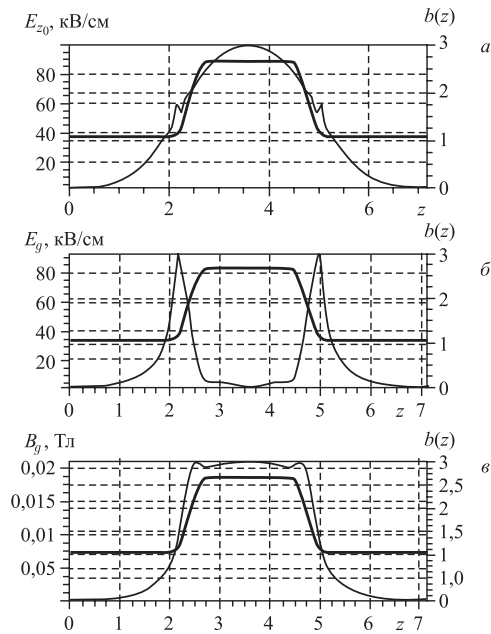 E_{z0}, кВ/см b(z) а
80 60 40 20
3 2 1 0
0 2 4 6 z
E_g, кВ/см b(z) б
80 60 40 20
3 2 1 0
0 1 2 3 4 5 6 z 7
B_g, Тл b(z) в
0,02 0,015 0,01 0,05
3 2,5 2 1,5 1 1,0 0
0 1 2 3 4 5 6 z 7